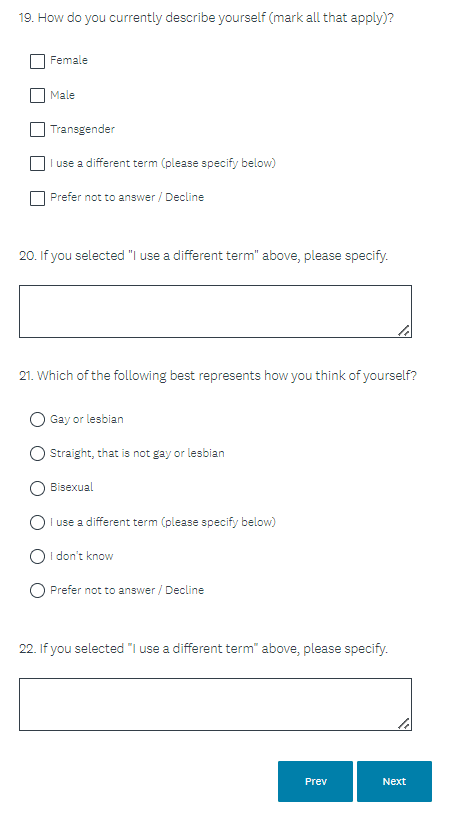 19. How do you currently describe yourself (mark all that apply)?
Female
Male
Transgender
I use a different term (please specify below)
Prefer not to answer / Decline
20. If you selected "I use a different term" above, please specify.
21. Which of the following best represents how you think of yourself?
Gay or lesbian
Straight, that is not gay or lesbian
Bisexual
I use a different term (please specify below)
I don't know
Prefer not to answer / Decline
22. If you selected "I use a different term" above, please specify.
Prev Next